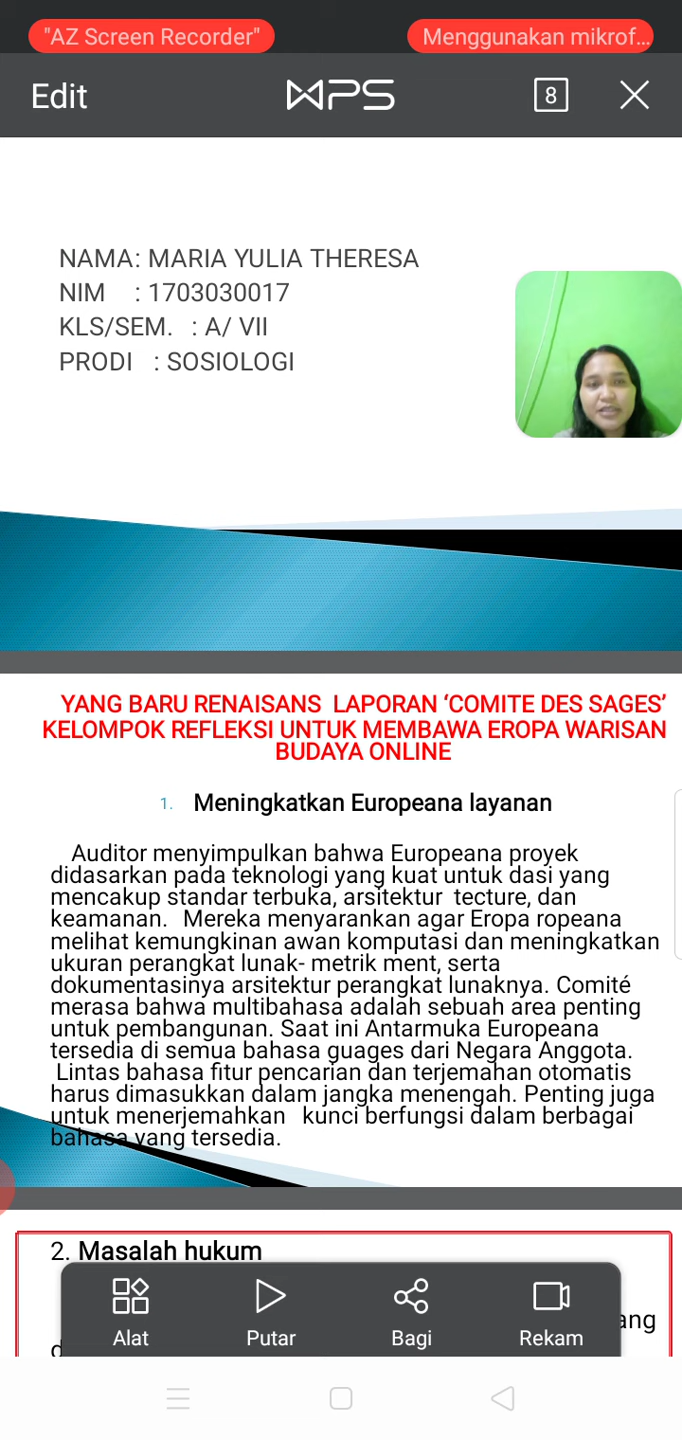 "AZ Screen Recorder"
Menggunakan mikrof...
Edit
WPS
8
NAMA: MARIA YULIA THERESA
NIM : 1703030017
KLS/SEM. : A/ VII
PRODI : SOSIOLOGI
YANG BARU RENAISANS LAPORAN ‘COMITE DES SAGES’
KELOMPOK REFLEKSI UNTUK MEMBAWA EROPA WARISAN
BUDAYA ONLINE
1. Meningkatkan Europeana layanan
Auditor menyimpulkan bahwa Europeana proyek
didasarkan pada teknologi yang kuat untuk dasi yang
mencakup standar terbuka, arsitektur tecture, dan
keamanan. Mereka menyarankan agar Eropa ropeana
melihat kemungkinan awan komputasi dan meningkatkan
ukuran perangkat lunak- metrik ment, serta
dokumentasinya arsitektur perangkat lunaknya. Comité
merasa bahwa multibahasa adalah sebuah area penting
untuk pembangunan. Saat ini Antarmuka Europeana
tersedia di semua bahasa guages dari Negara Anggota.
Lintas bahasa fitur pencarian dan terjemahan otomatis
harus dimasukkan dalam jangka menengah. Penting juga
untuk menerjemahkan kunci berfungsi dalam berbagai
bahasa yang tersedia.
2. Masalah hukum
ang
d
Alat
Putar
Bagi
Rekam